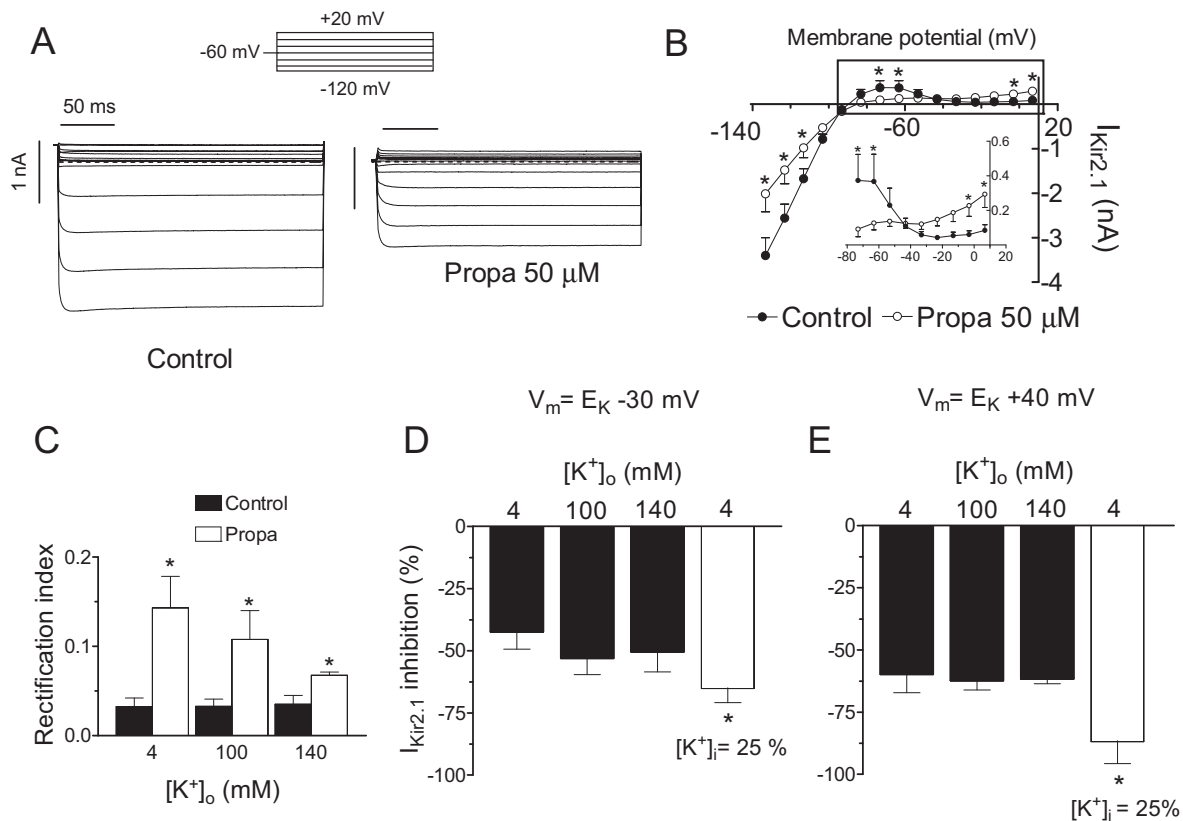 A
+20 mV
-60 mV
-120 mV
50 ms
1 nA
Control
Propa 50 μM
B
Membrane potential (mV)
* * * *
-140 -60 20
* * *
-1
-2
-3
-4
I Kir2.1 (nA)
* * * *
0.6
0.4
0.2
-80 -60 -40 -20 0 20
Control Propa 50 μM
C
Control
Propa
Rectification index
0.2
0.1
0.0
* * *
4 100 140
[K+]o (mM)
Vm= EK -30 mV
D
[K+]o (mM)
4 100 140 4
IKir2.1 inhibition (%)
0
-25
-50
-75
-100
*
[K+]i= 25 %
Vm= EK +40 mV
E
[K+]o (mM)
4 100 140 4
0
-25
-50
-75
-100
*
[K+]i = 25%